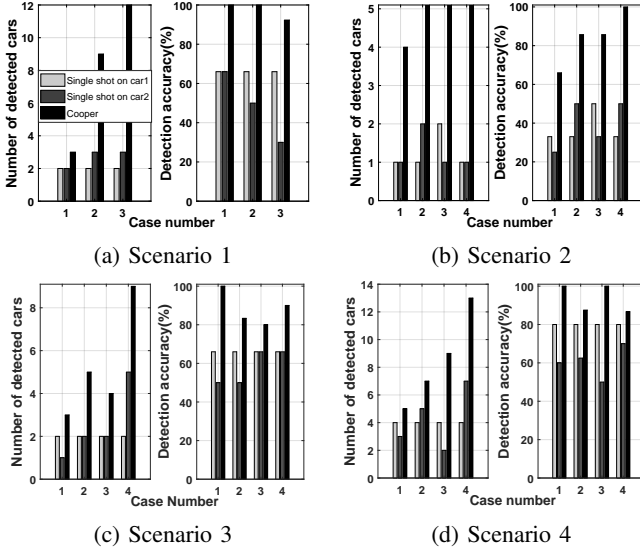 Number of detected cars
12
10
8
6
4
2
0
Single shot on car1
Single shot on car2
Cooper
1 2 3
Detection accuracy(%)
100
80
60
40
20
0
1 2 3
Case number
(a) Scenario 1
Number of detected cars
5
4
3
2
1
0
1 2 3 4
Detection accuracy(%)
100
80
60
40
20
0
1 2 3 4
Case number
(b) Scenario 2
Number of detected cars
8
6
4
2
0
1 2 3 4
Detection accuracy(%)
100
80
60
40
20
0
1 2 3 4
Case Number
(c) Scenario 3
Number of detected cars
14
12
10
8
6
4
2
0
1 2 3 4
Detection accuracy(%)
100
80
60
40
20
0
1 2 3 4
Case number
(d) Scenario 4